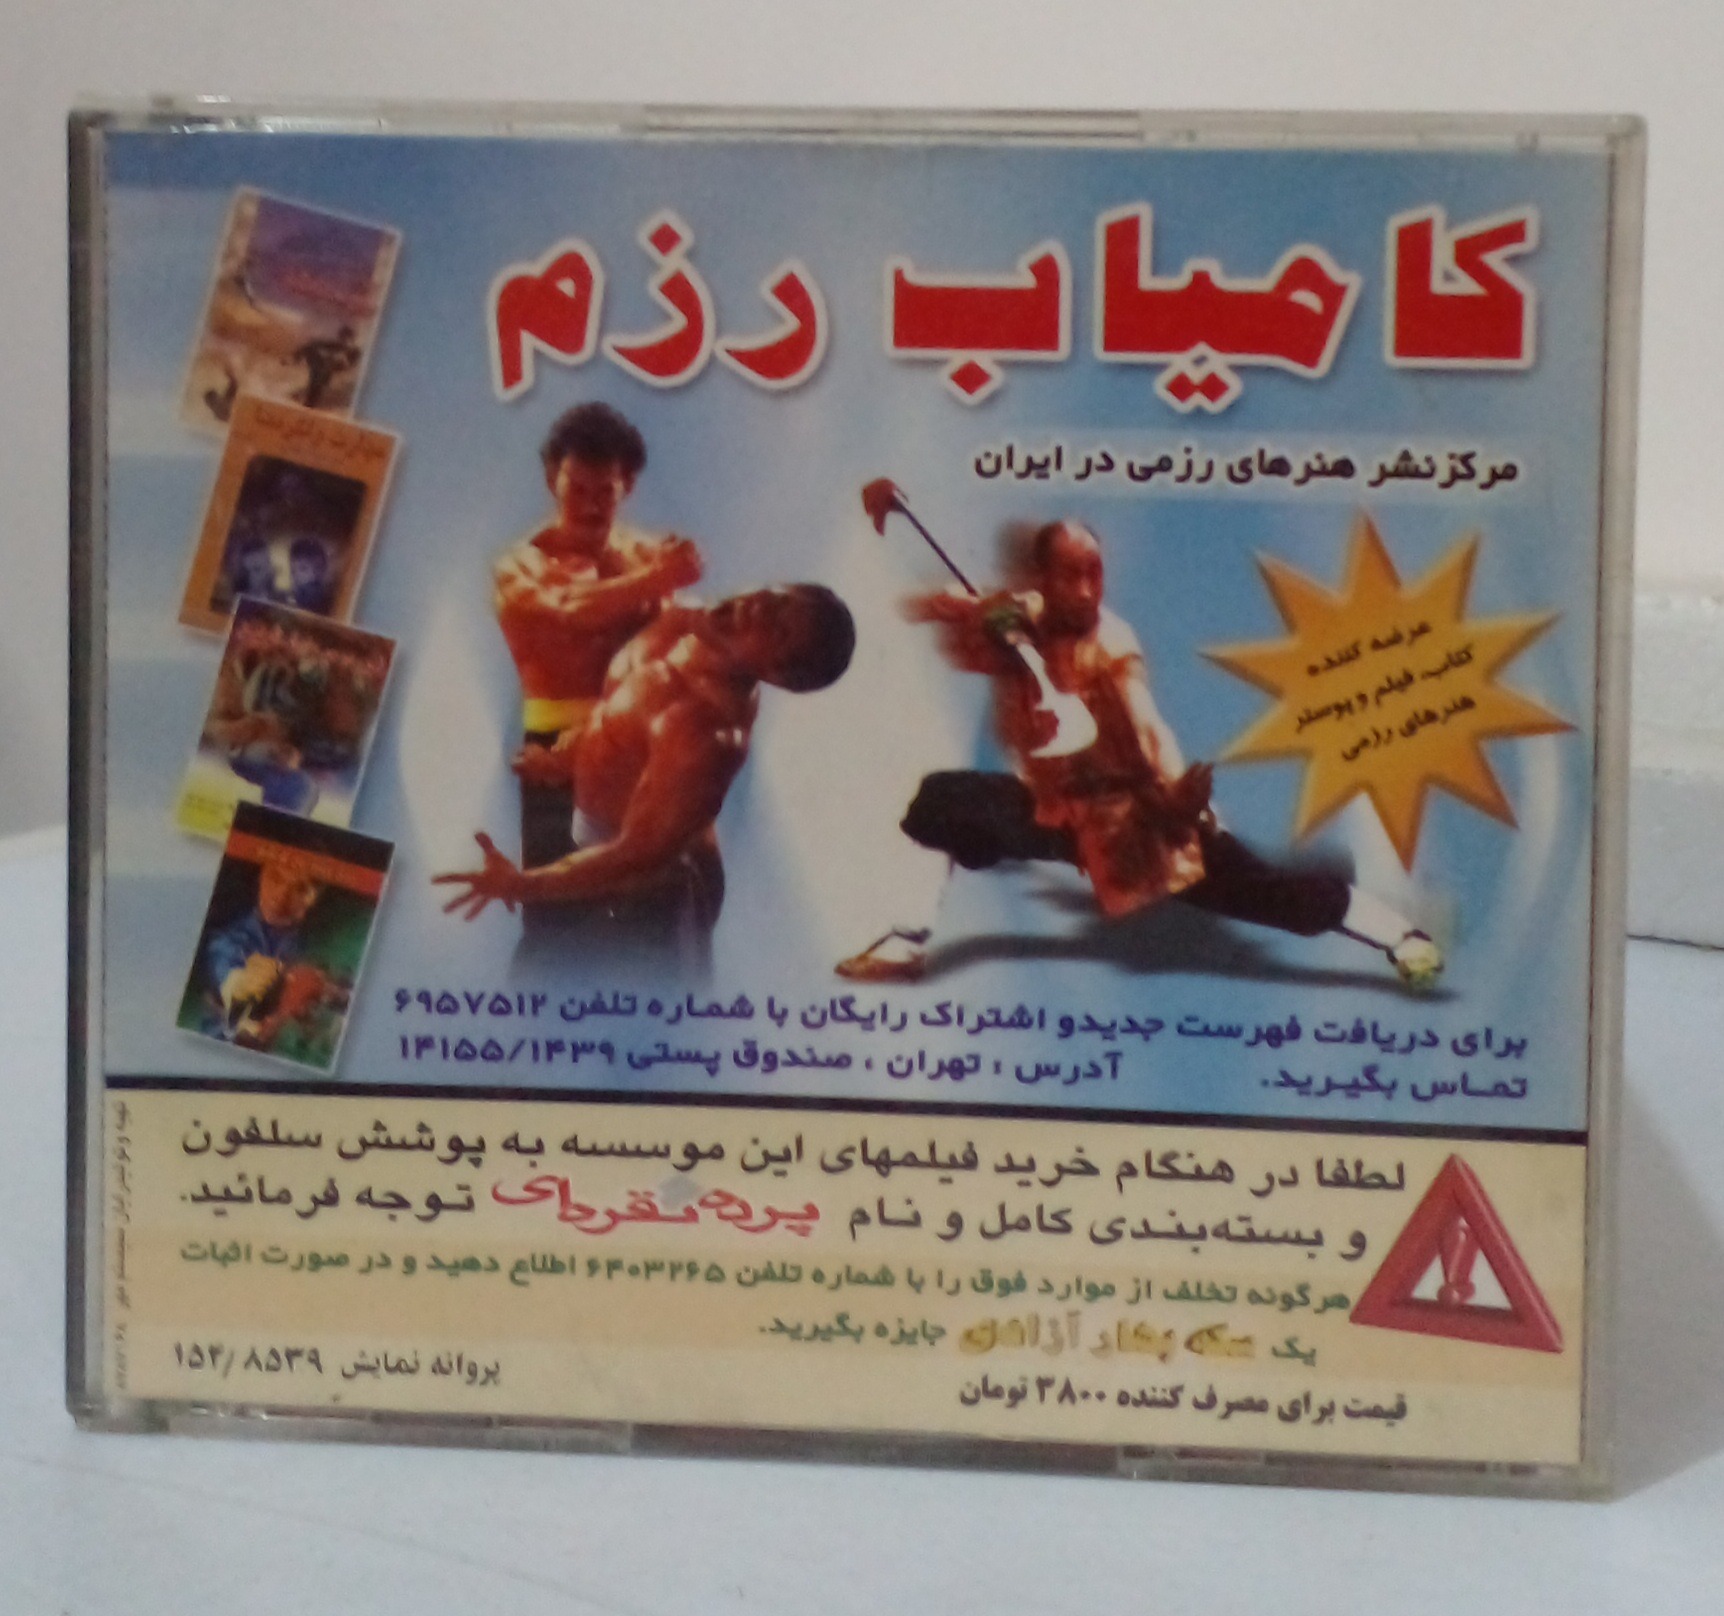 کامیاب رزم
مرکز نشر هنرهای رزمی در ایران
عرضه کننده
کتاب، فیلم و پوستر
هنرهای رزمی
برای دریافت فهرست جدید و اشتراک رایگان با شماره تلفن ۶۹۵۷۵۱۲
تماس بگیرید. آدرس : تهران ، صندوق پستی ۱۴۱۵۵/۱۴۳۹
لطفا در هنگام خرید فیلمهای این موسسه به پوشش سلفون
و بسته‌بندی کامل و نام پرده نقره‌ای توجه فرمائید.
هرگونه تخلف از موارد فوق را با شماره تلفن ۶۴۰۳۲۶۵ اطلاع دهید و در صورت اثبات
یک سکه بهار آزادی جایزه بگیرید.
قیمت برای مصرف کننده ۳۸۰۰ تومان
پروانه نمایش ۱۵۲/۸۵۳۹